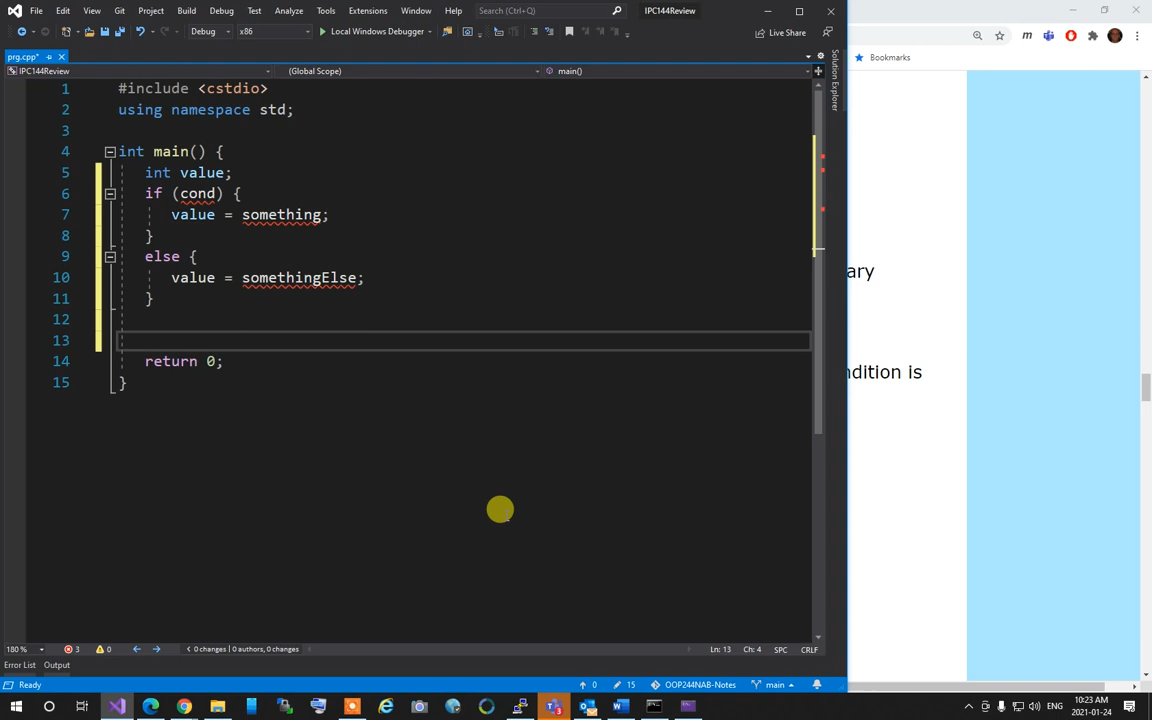 File Edit View Git Project Build Debug Test Analyze Tools Extensions Window Help Search (Ctrl+Q) IPC144Review
Debug x86 Local Windows Debugger Live Share
prg.cpp*
IPC144Review (Global Scope) main()
Solution Explorer
Bookmarks
1 #include <cstdio>
2 using namespace std;
3
4 int main() {
5 int value;
6 if (cond) {
7 value = something;
8 }
9 else {
10 value = somethingElse;
11 }
12
13
14 return 0;
15 }
ary
ndition is
180 % 3 0 0 changes | 0 authors, 0 changes Ln: 13 Ch: 4 SPC CRLF
Error List Output
Ready 0 15 OOP244NAB-Notes main
ENG 10:23 AM
2021-01-24